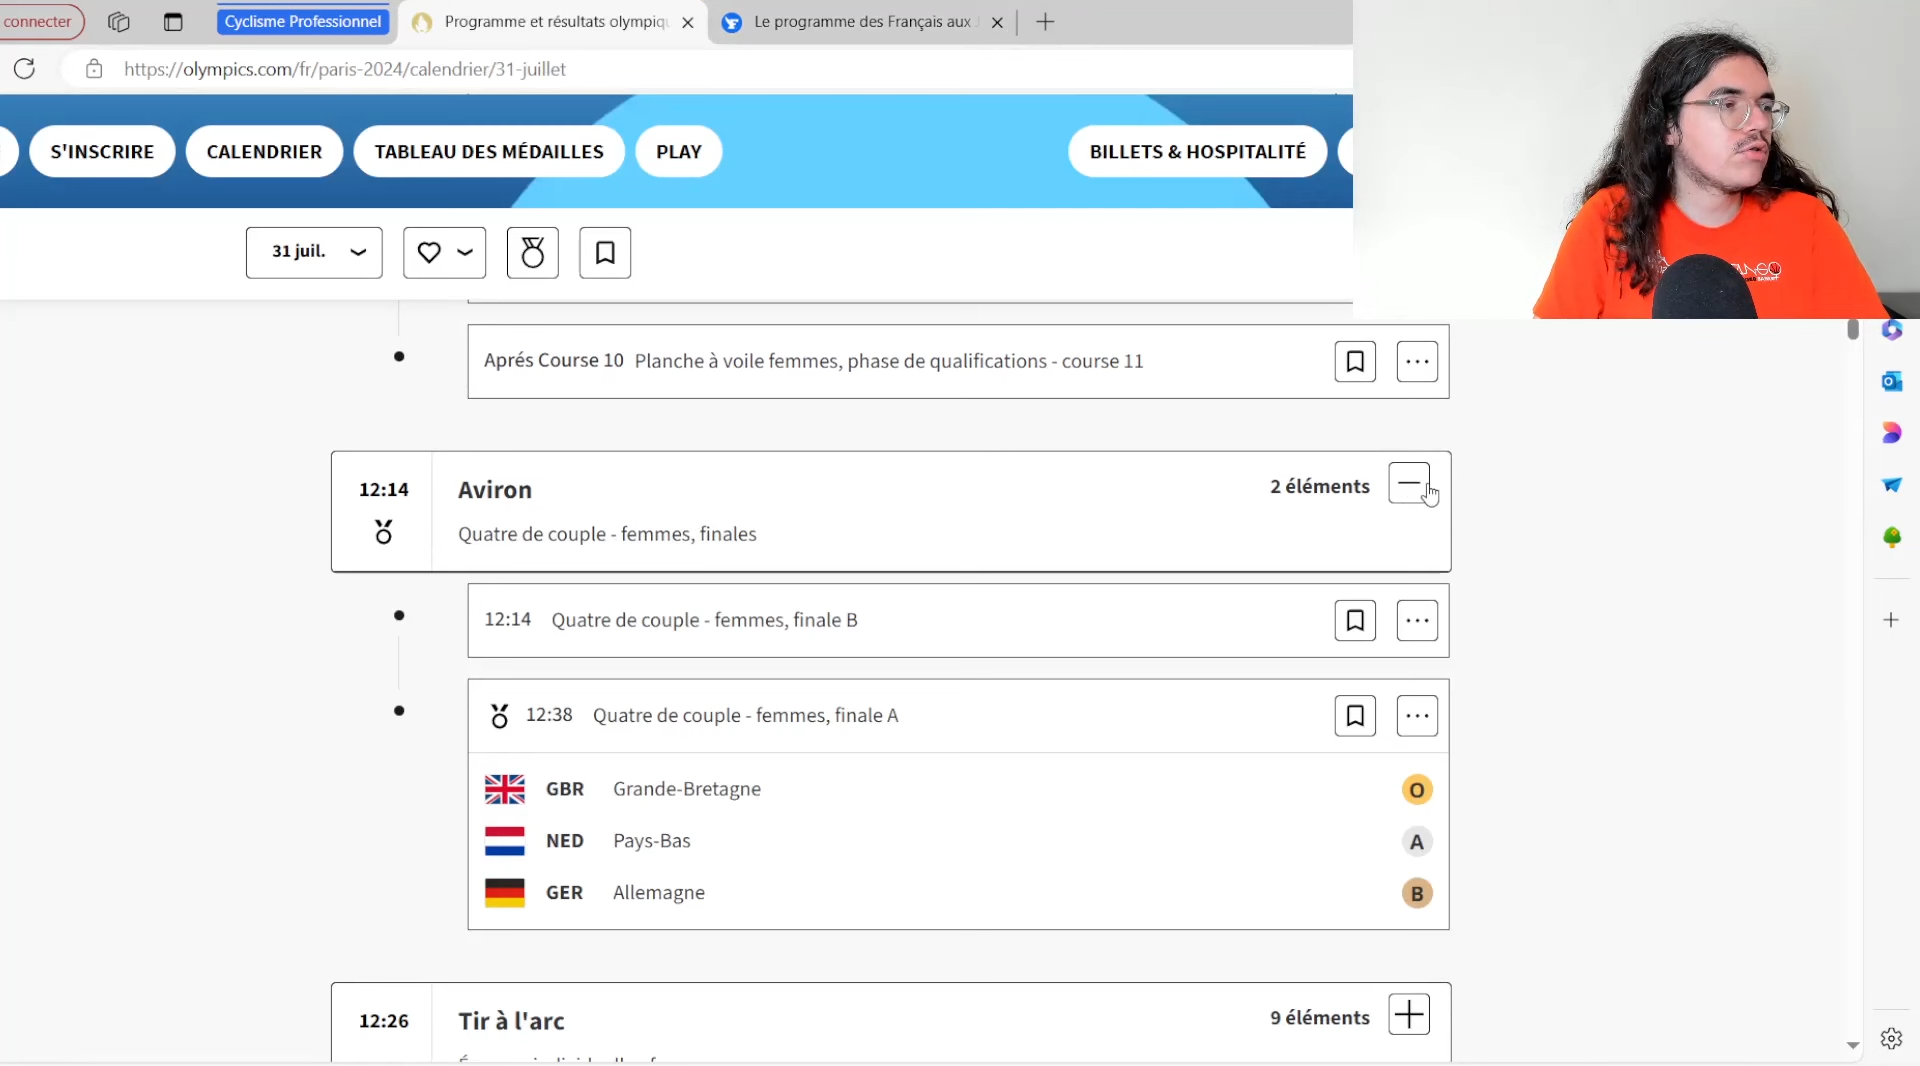 connecter
Cyclisme Professionnel
Programme et résultats olympiqu
Le programme des Français aux J
https://olympics.com/fr/paris-2024/calendrier/31-juillet
S'INSCRIRE
CALENDRIER
TABLEAU DES MÉDAILLES
PLAY
BILLETS & HOSPITALITÉ
31 juil.
Aprés Course 10 Planche à voile femmes, phase de qualifications - course 11
12:14 Aviron 2 éléments
Quatre de couple - femmes, finales
12:14 Quatre de couple - femmes, finale B
12:38 Quatre de couple - femmes, finale A
GBR Grande-Bretagne O
NED Pays-Bas A
GER Allemagne B
12:26 Tir à l'arc 9 éléments